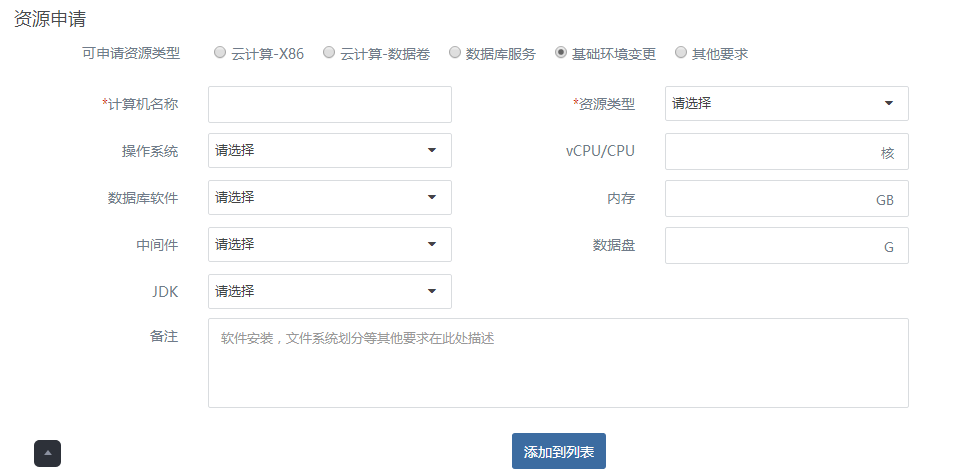 资源申请
可申请资源类型 云计算-X86 云计算-数据卷 数据库服务 基础环境变更 其他要求
*计算机名称 *资源类型 请选择
操作系统 请选择 vCPU/CPU 核
数据库软件 请选择 内存 GB
中间件 请选择 数据盘 G
JDK 请选择
备注 软件安装，文件系统划分等其他要求在此处描述
添加到列表